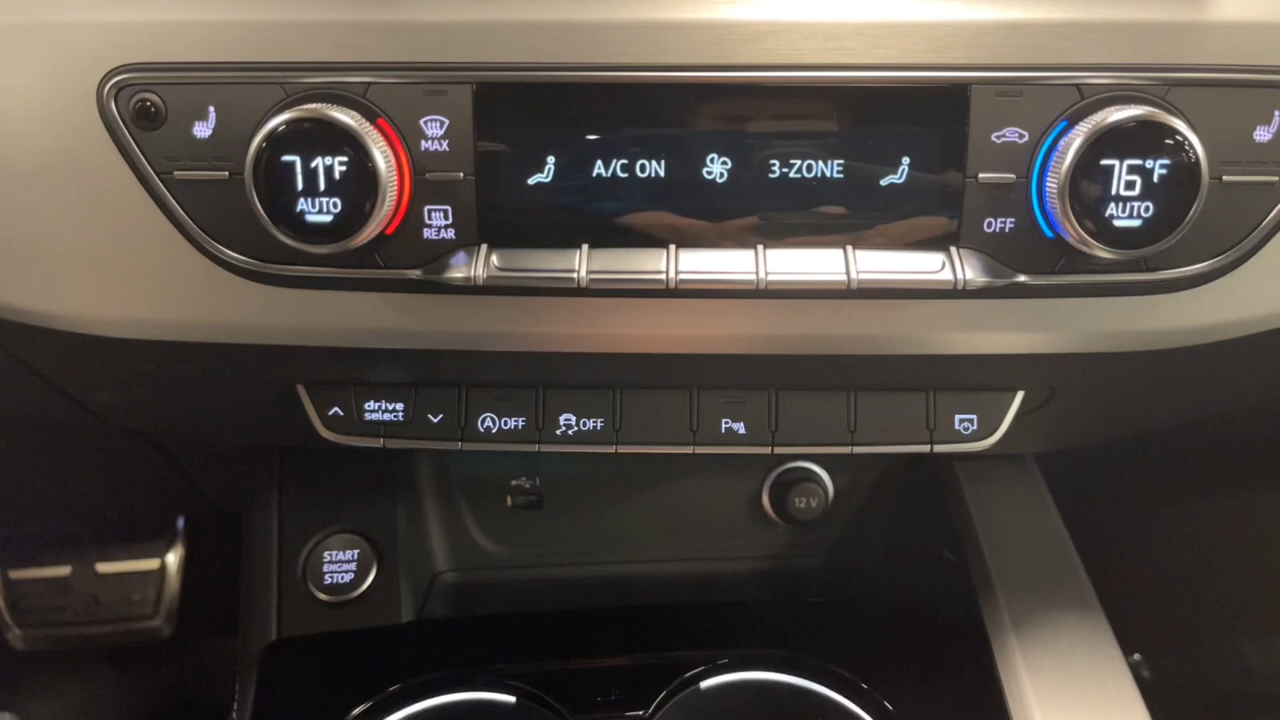 71°F
AUTO
MAX
REAR
A/C ON
3-ZONE
OFF
76°F
AUTO
drive
select
A OFF
OFF
P
12 V
START
ENGINE
STOP